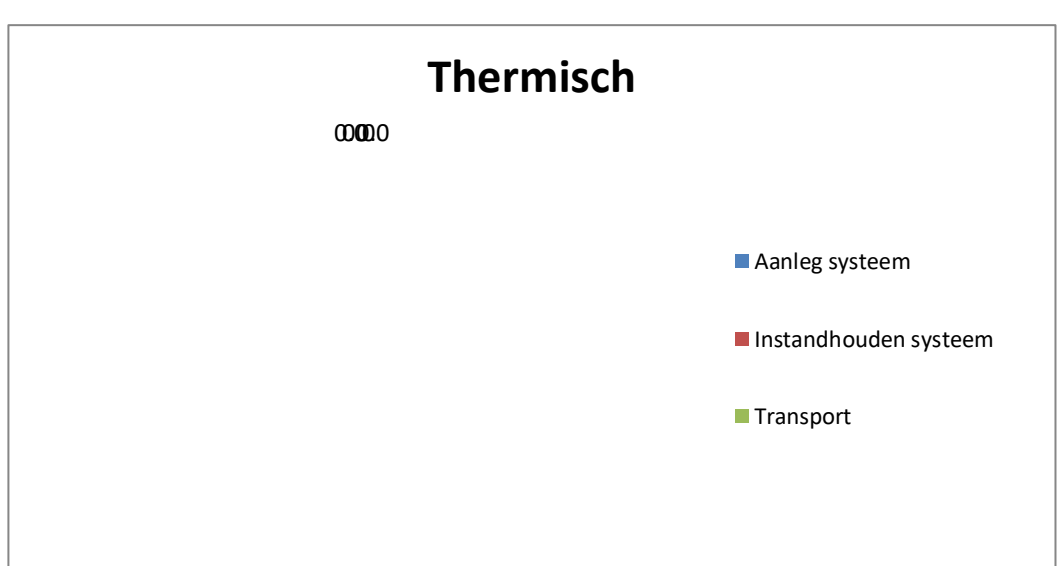 Thermisch
Aanleg systeem
Instandhouden systeem
Transport